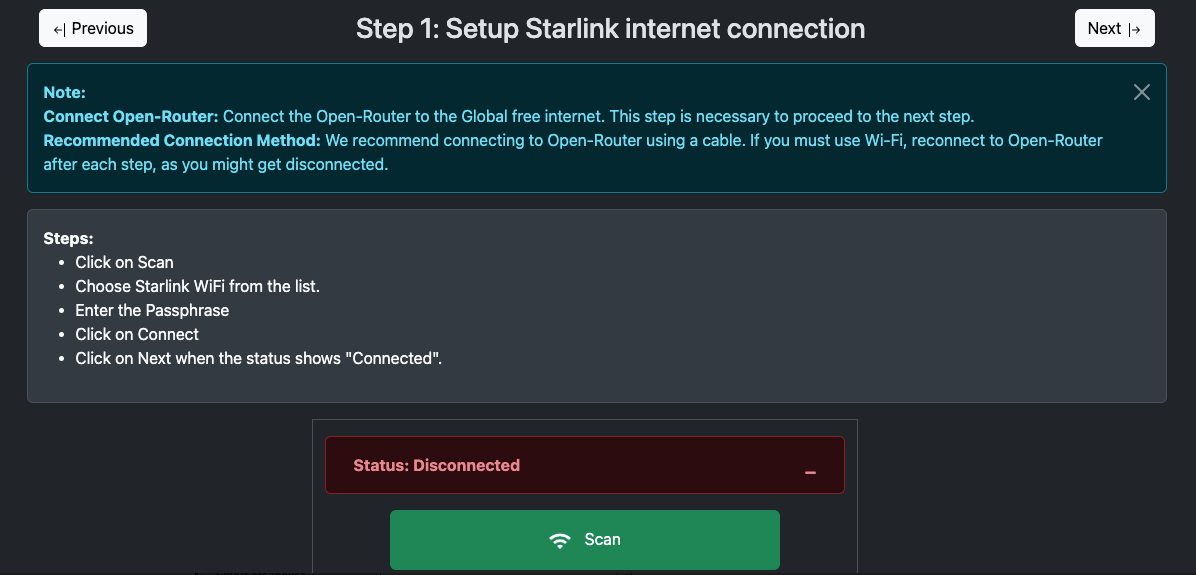 Previous
Step 1: Setup Starlink internet connection
Next
Note:
Connect Open-Router: Connect the Open-Router to the Global free internet. This step is necessary to proceed to the next step.
Recommended Connection Method: We recommend connecting to Open-Router using a cable. If you must use Wi-Fi, reconnect to Open-Router
after each step, as you might get disconnected.
Steps:
• Click on Scan
• Choose Starlink WiFi from the list.
• Enter the Passphrase
• Click on Connect
• Click on Next when the status shows "Connected".
Status: Disconnected
Scan